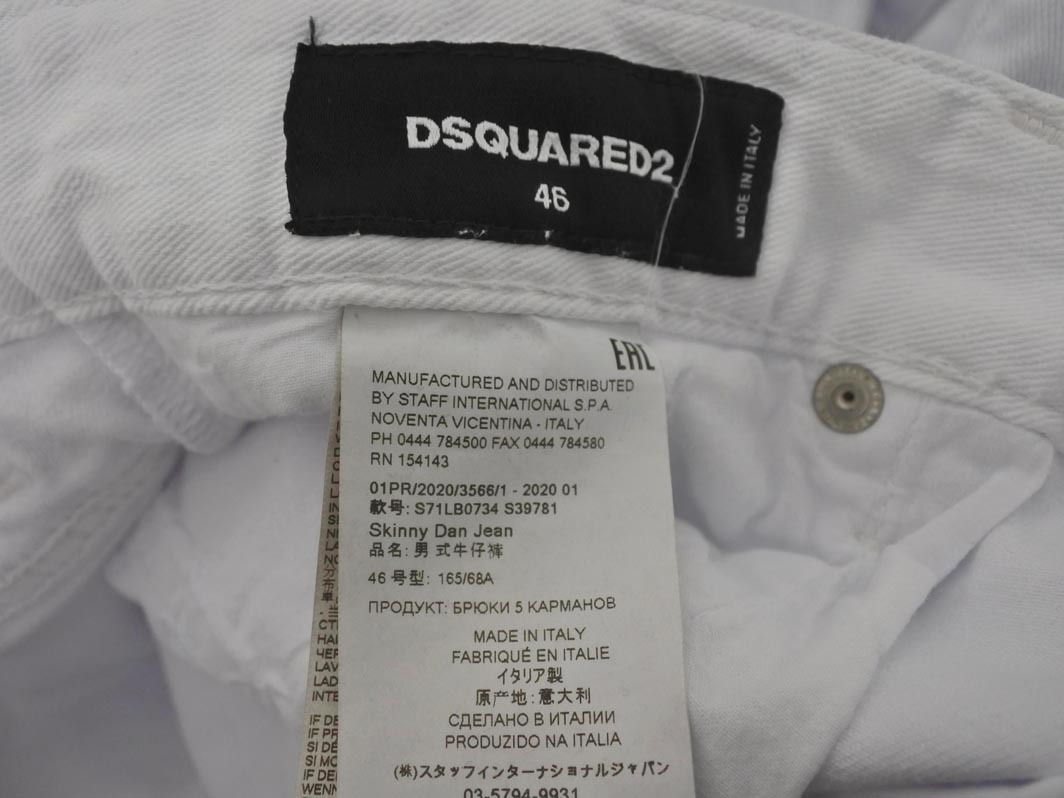 DSQUARED2
46
MADE IN ITALY
EAC
MANUFACTURED AND DISTRIBUTED
BY STAFF INTERNATIONAL S.P.A.
NOVENTA VICENTINA - ITALY
PH 0444 784500 FAX 0444 784580
RN 154143
01PR/2020/3566/1 - 2020 01
款号: S71LB0734 S39781
Skinny Dan Jean
品名: 男式牛仔裤
46 号型: 165/68A
ПРОДУКТ: БРЮКИ 5 КАРМАНОВ
MADE IN ITALY
FABRIQUÉ EN ITALIE
イタリア製
原产地: 意大利
СДЕЛАНО В ИТАЛИИ
PRODUZIDO NA ITALIA
(株)スタッフインターナショナルジャパン
03-5794-9931